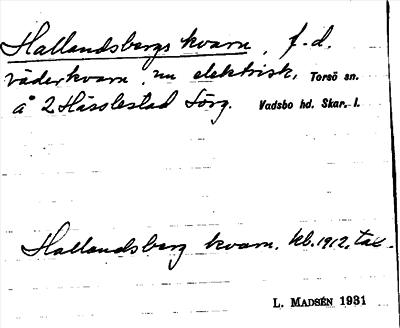 Hallandsbergs kvarn, f. d.
väderkvarn, nu elektrisk, Torsö sn.
å 2 Hässlestad Sörg. Vadsbo hd. Skar. l.
Hallandsberg kvarn, kb. 1912, tax.
L. MADSÉN 1931